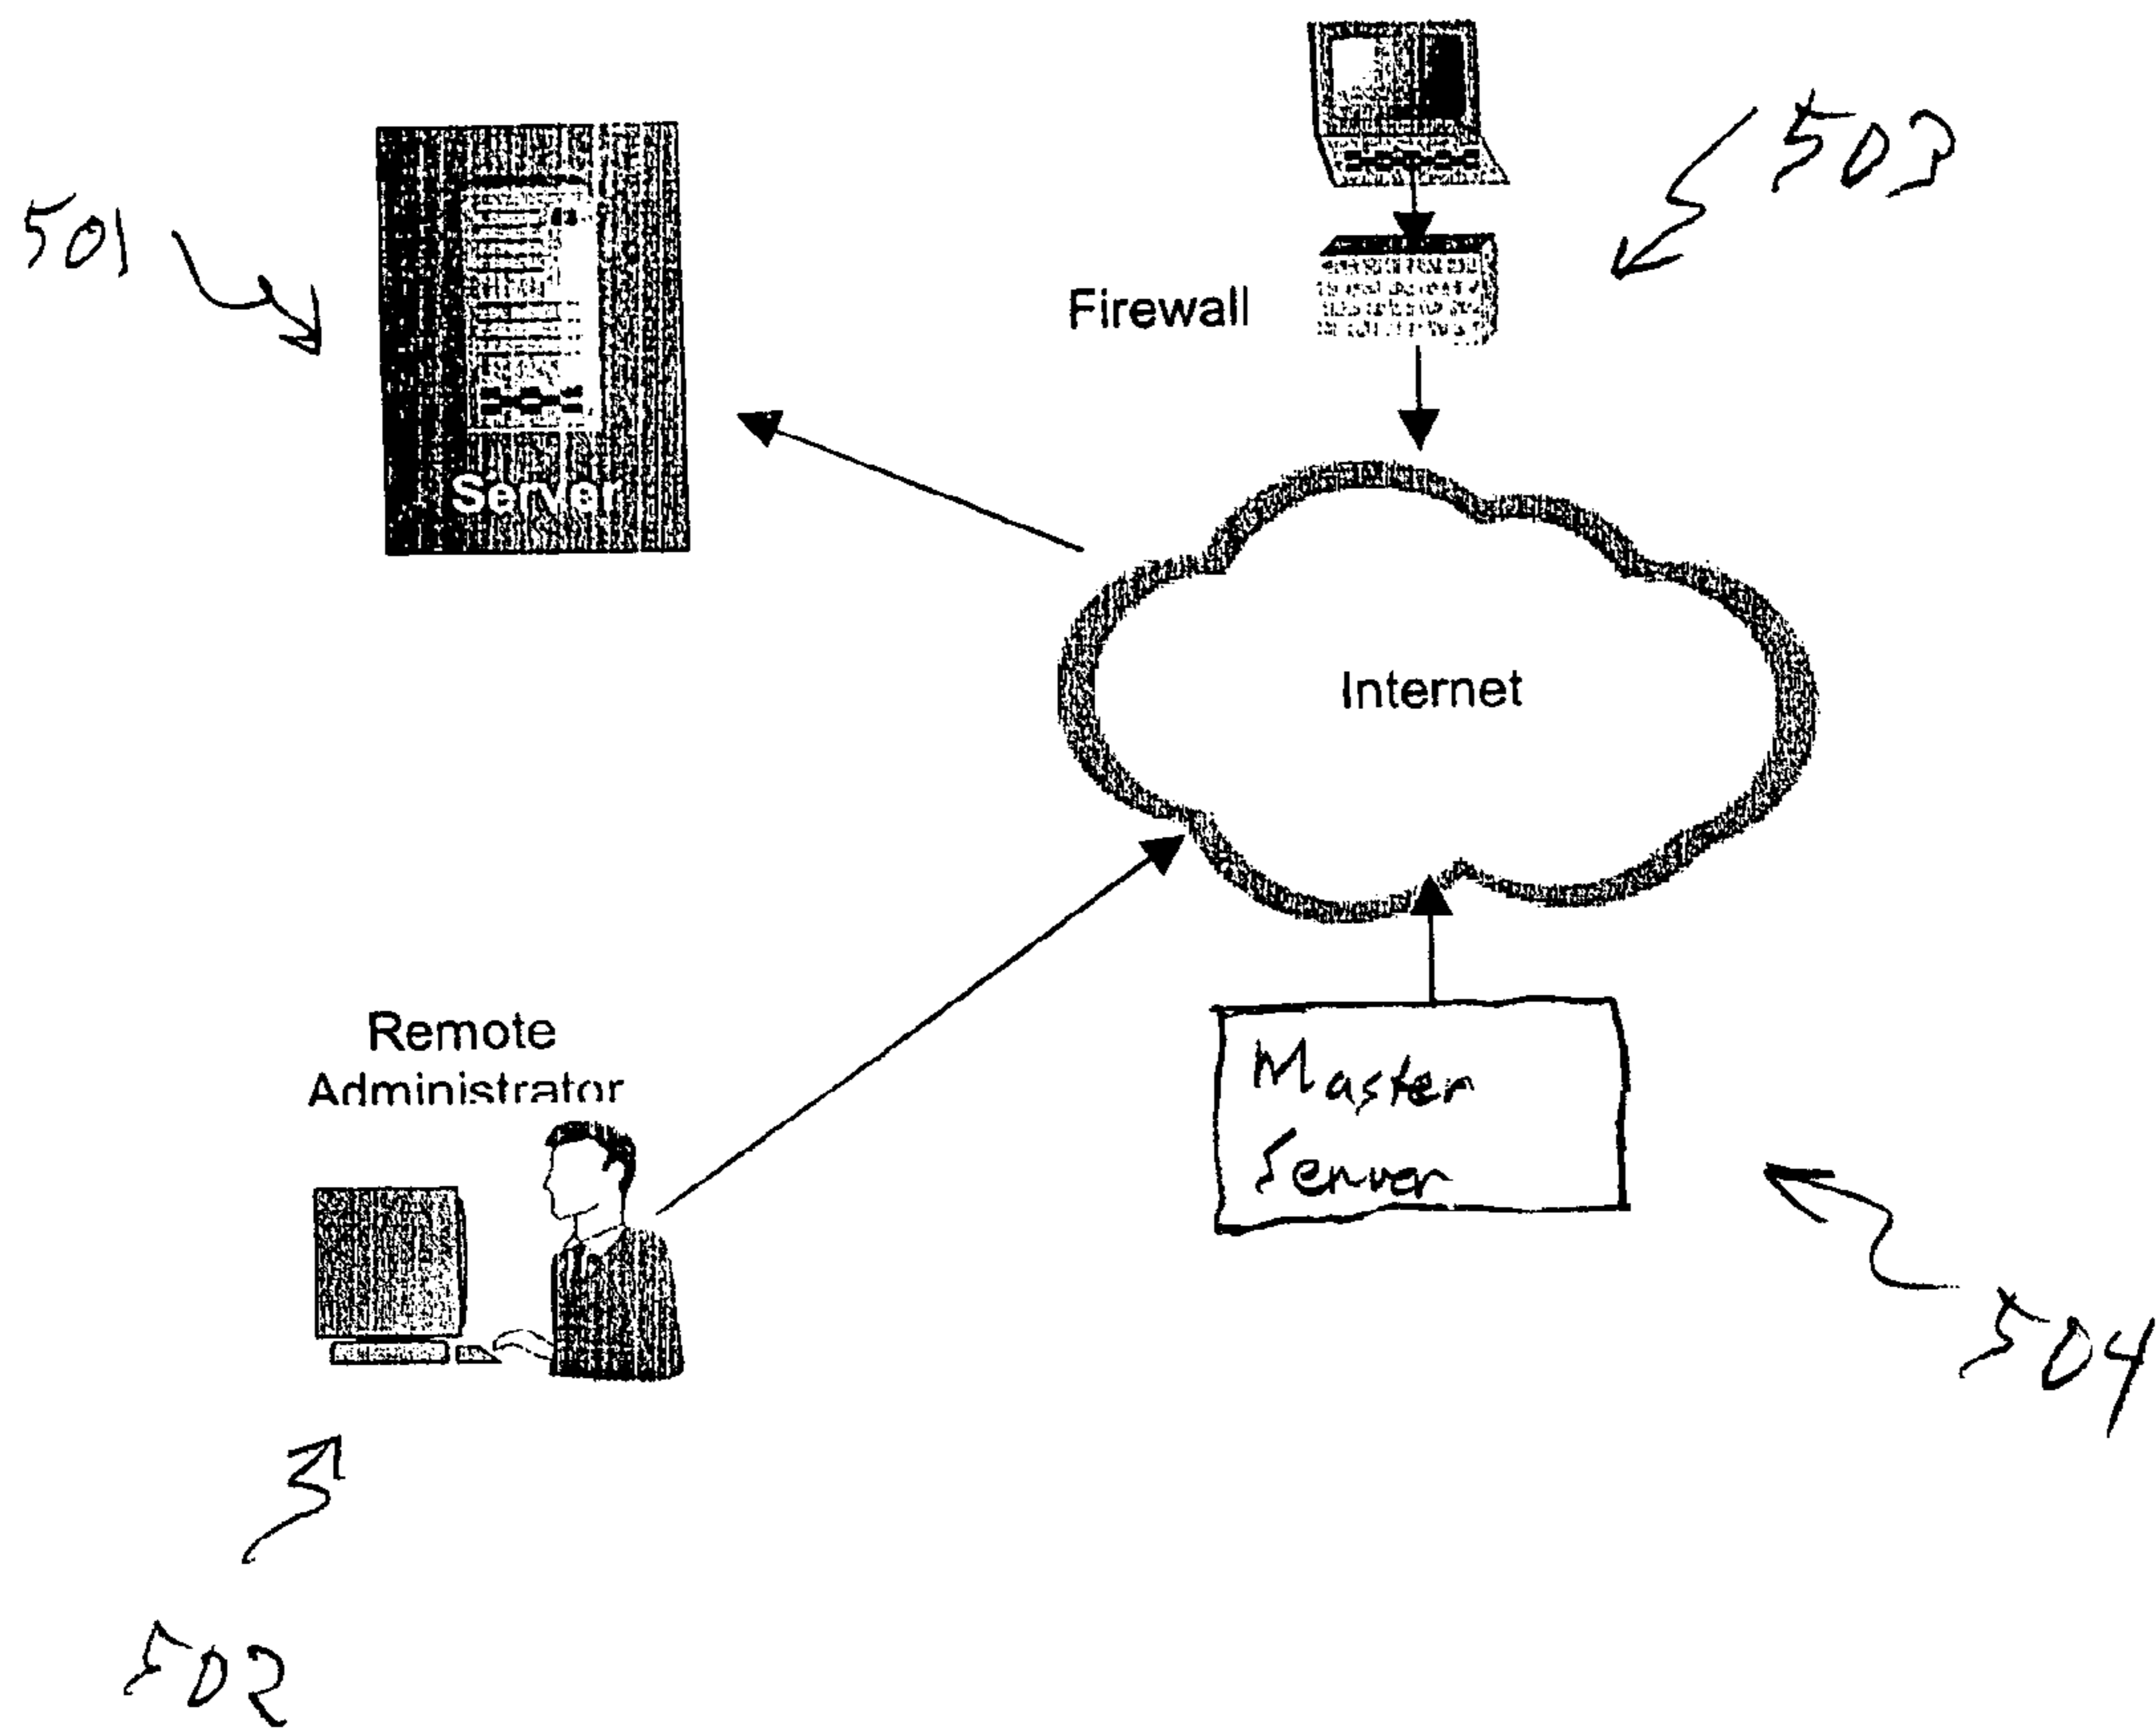 503
501
Firewall
Server
Internet
Remote
Administrator
Master
Server
504
502